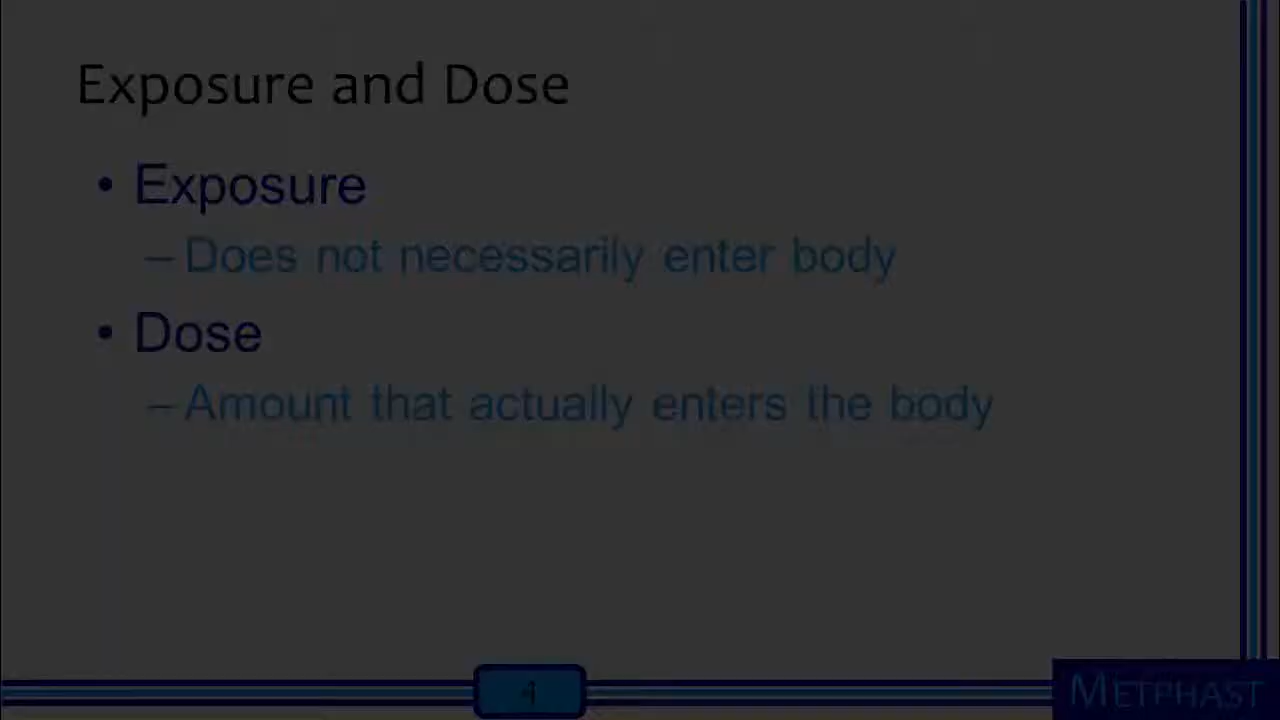 Exposure and Dose
• Exposure
– Does not necessarily enter body
• Dose
– Amount that actually enters the body
4
METPHAST